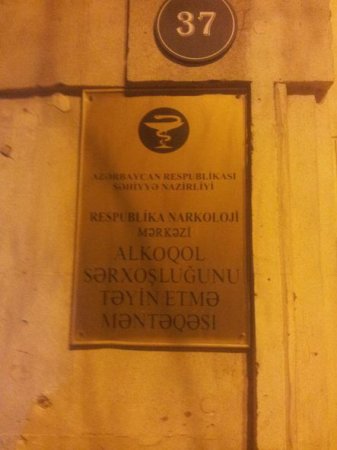 37
AZƏRBAYCAN RESPUBLİKASI
SƏHİYYƏ NAZİRLİYİ
RESPUBLİKA NARKOLOJİ
MƏRKƏZİ
ALKOQOL
SƏRXOŞLUĞUNU
TƏYİN ETMƏ
MƏNTƏQƏSİ